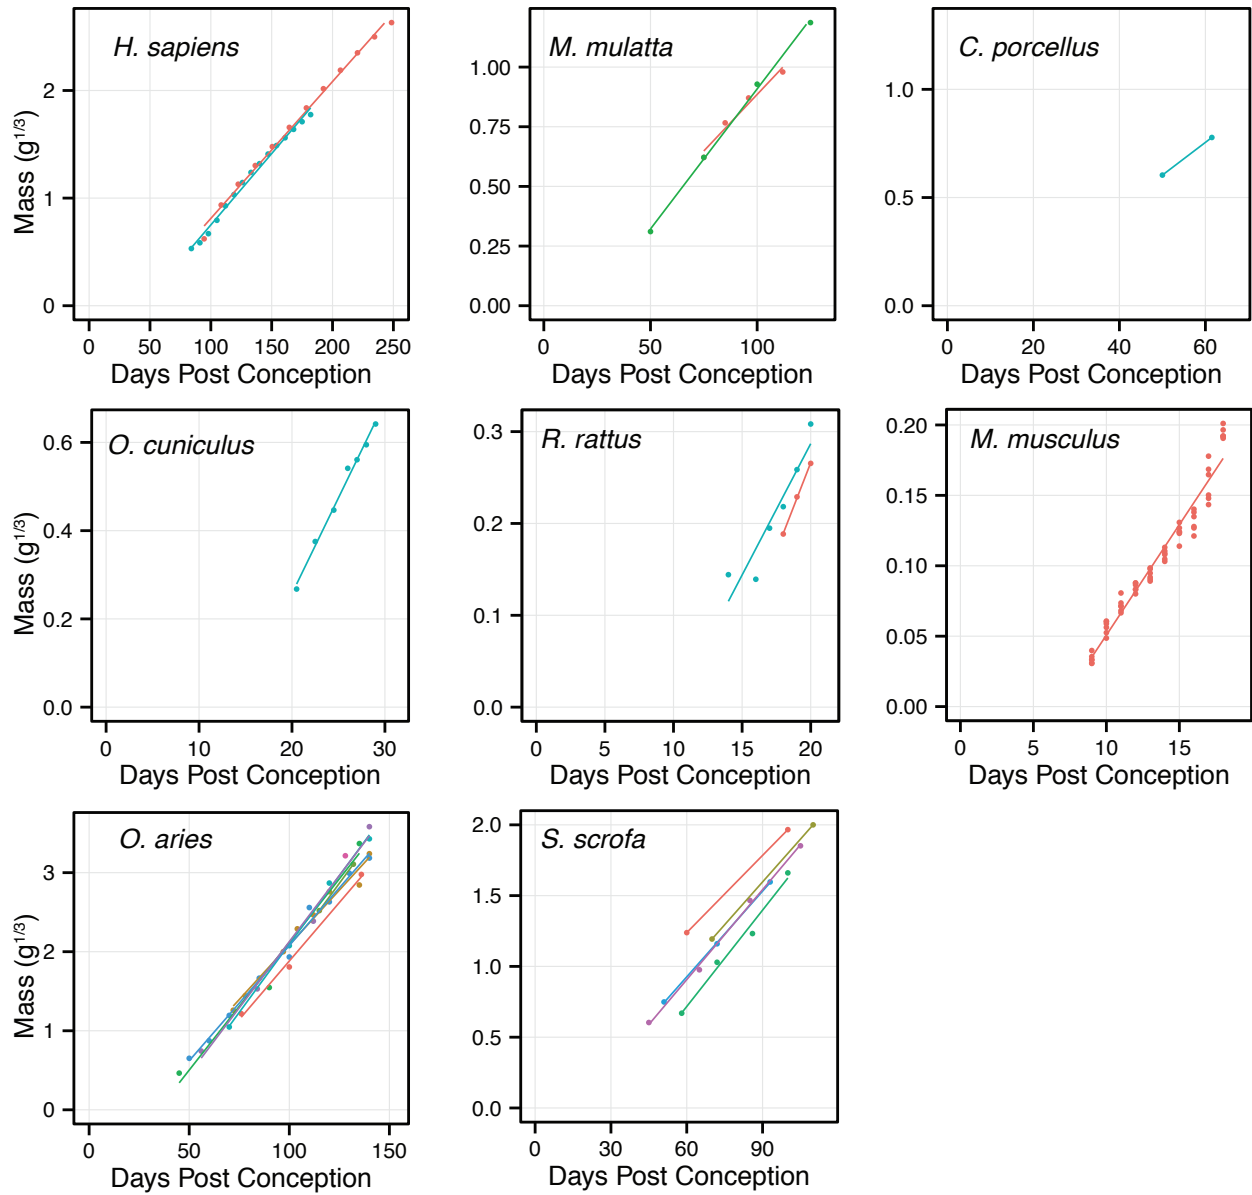 H. sapiens
M. mulatta
C. porcellus
Mass (g1/3)
2
1
0
1.00
0.75
0.50
0.25
0.00
1.0
0.5
0.0
0 50 100 150 200 250
0 50 100
0 20 40 60
Days Post Conception
Days Post Conception
Days Post Conception
O. cuniculus
R. rattus
M. musculus
Mass (g1/3)
0.6
0.4
0.2
0.0
0.3
0.2
0.1
0.0
0.20
0.15
0.10
0.05
0.00
0 10 20 30
0 5 10 15 20
0 5 10 15
Days Post Conception
Days Post Conception
Days Post Conception
O. aries
S. scrofa
Mass (g1/3)
3
2
1
0
2.0
1.5
1.0
0.5
0.0
0 50 100 150
0 30 60 90
Days Post Conception
Days Post Conception